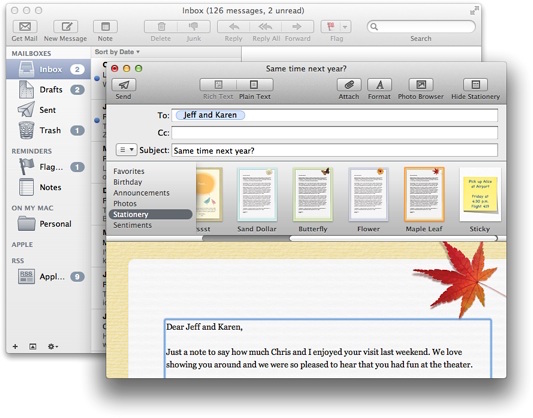 Inbox (126 messages, 2 unread)
Get Mail New Message Note Delete Junk Reply Reply All Forward Flag Search
MAILBOXES
Inbox 2
Drafts 2
Sent
Trash 1
REMINDERS
Flag...
Notes
ON MY MAC
Personal
APPLE
RSS
Appl... 9
Sort by Date
Same time next year?
Send Rich Text Plain Text Attach Format Photo Browser Hide Stationery
To: Jeff and Karen
Cc:
Subject: Same time next year?
Favorites
Birthday
Announcements
Photos
Stationery
Sentiments
Sand Dollar Butterfly Flower Maple Leaf Sticky
Pick up Alice
at Airport!
Friday at
Dear Jeff and Karen,
Just a note to say how much Chris and I enjoyed your visit last weekend. We love
showing you around and we were so pleased to hear that you had fun at the theater.